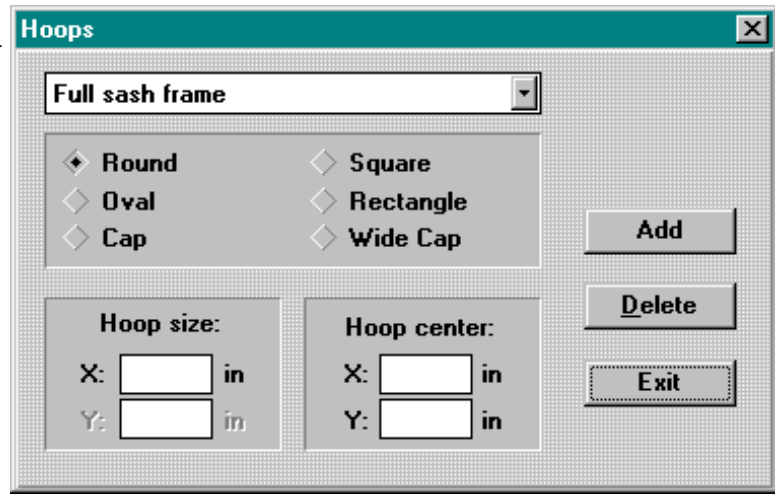 Hoops
Full sash frame
Round
Square
Oval
Rectangle
Cap
Wide Cap
Add
Delete
Exit
Hoop size:
X: in
Y: in
Hoop center:
X: in
Y: in